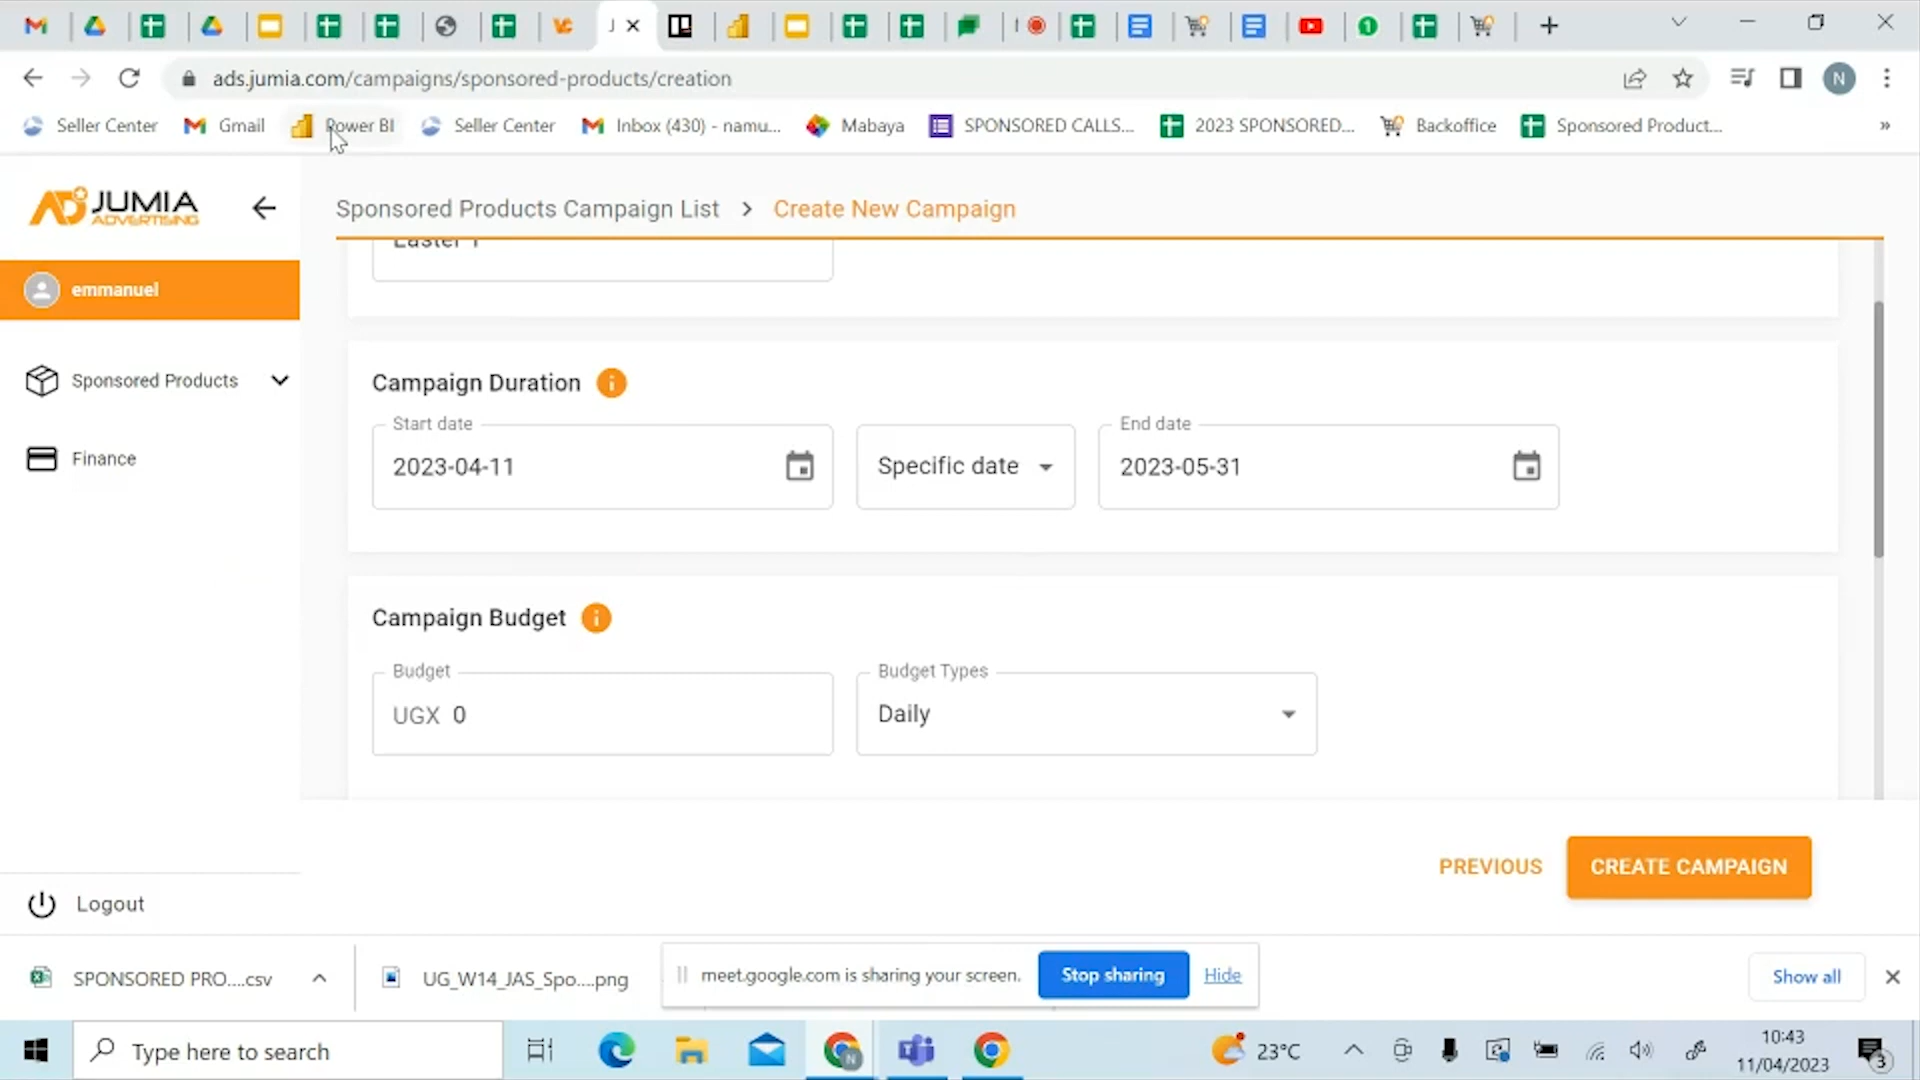 J
ads.jumia.com/campaigns/sponsored-products/creation
N
Seller Center
Gmail
Power BI
Seller Center
Inbox (430) - namu...
Mabaya
SPONSORED CALLS...
2023 SPONSORED...
Backoffice
Sponsored Product...
»
AD JUMIA
ADVERTISING
Sponsored Products Campaign List > Create New Campaign
Easter 1
emmanuel
Sponsored Products
Finance
Campaign Duration i
Start date
2023-04-11
Specific date
End date
2023-05-31
Campaign Budget i
Budget
UGX 0
Budget Types
Daily
PREVIOUS
CREATE CAMPAIGN
Logout
SPONSORED PRO....csv
UG_W14_JAS_Spo....png
meet.google.com is sharing your screen.
Stop sharing
Hide
Show all
Type here to search
N
23°C
10:43
11/04/2023
3